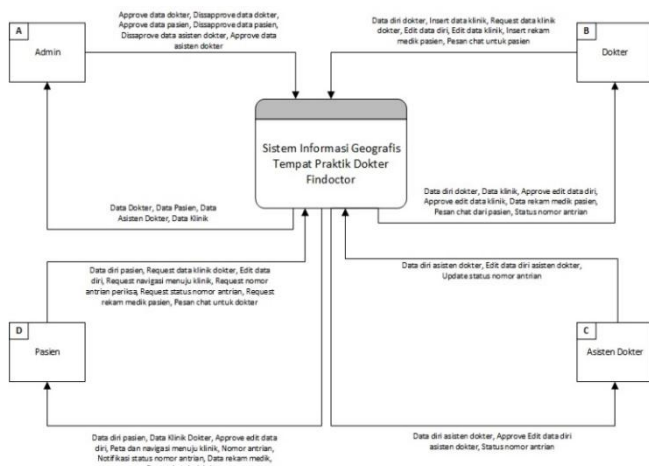 Approve data dokter, Dissapprove data dokter,
Approve data pasien, Dissapprove data pasien,
Dissaprove data asisten dokter, Approve data
asisten dokter
A
Admin
Data diri dokter, Insert data klinik, Request data klinik
dokter, Edit data diri, Edit data klinik, Insert rekam
medik pasien, Pesan chat untuk pasien
B
Dokter
Sistem Informasi Geografis
Tempat Praktik Dokter
Findoctor
Data Dokter, Data Pasien, Data
Asisten Dokter, Data Klinik
Data diri dokter, Data klinik, Approve edit data diri,
Approve edit data klinik, Data rekam medik pasien,
Pesan chat dari pasien, Status nomor antrian
Data diri pasien, Request data klinik dokter, Edit data
diri, Request navigasi menuju klinik, Request nomor
antrian periksa, Request status nomor antrian, Request
rekam medik pasien, Pesan chat untuk dokter
Data diri asisten dokter, Edit data diri asisten dokter,
Update status nomor antrian
D
Pasien
C
Asisten Dokter
Data diri pasien, Data Klinik Dokter, Approve edit data
diri, Peta dan navigasi menuju klinik, Nomor antrian,
Notifikasi status nomor antrian, Data rekam medik,
Data diri asisten dokter, Approve Edit data diri
asisten dokter, Status nomor antrian